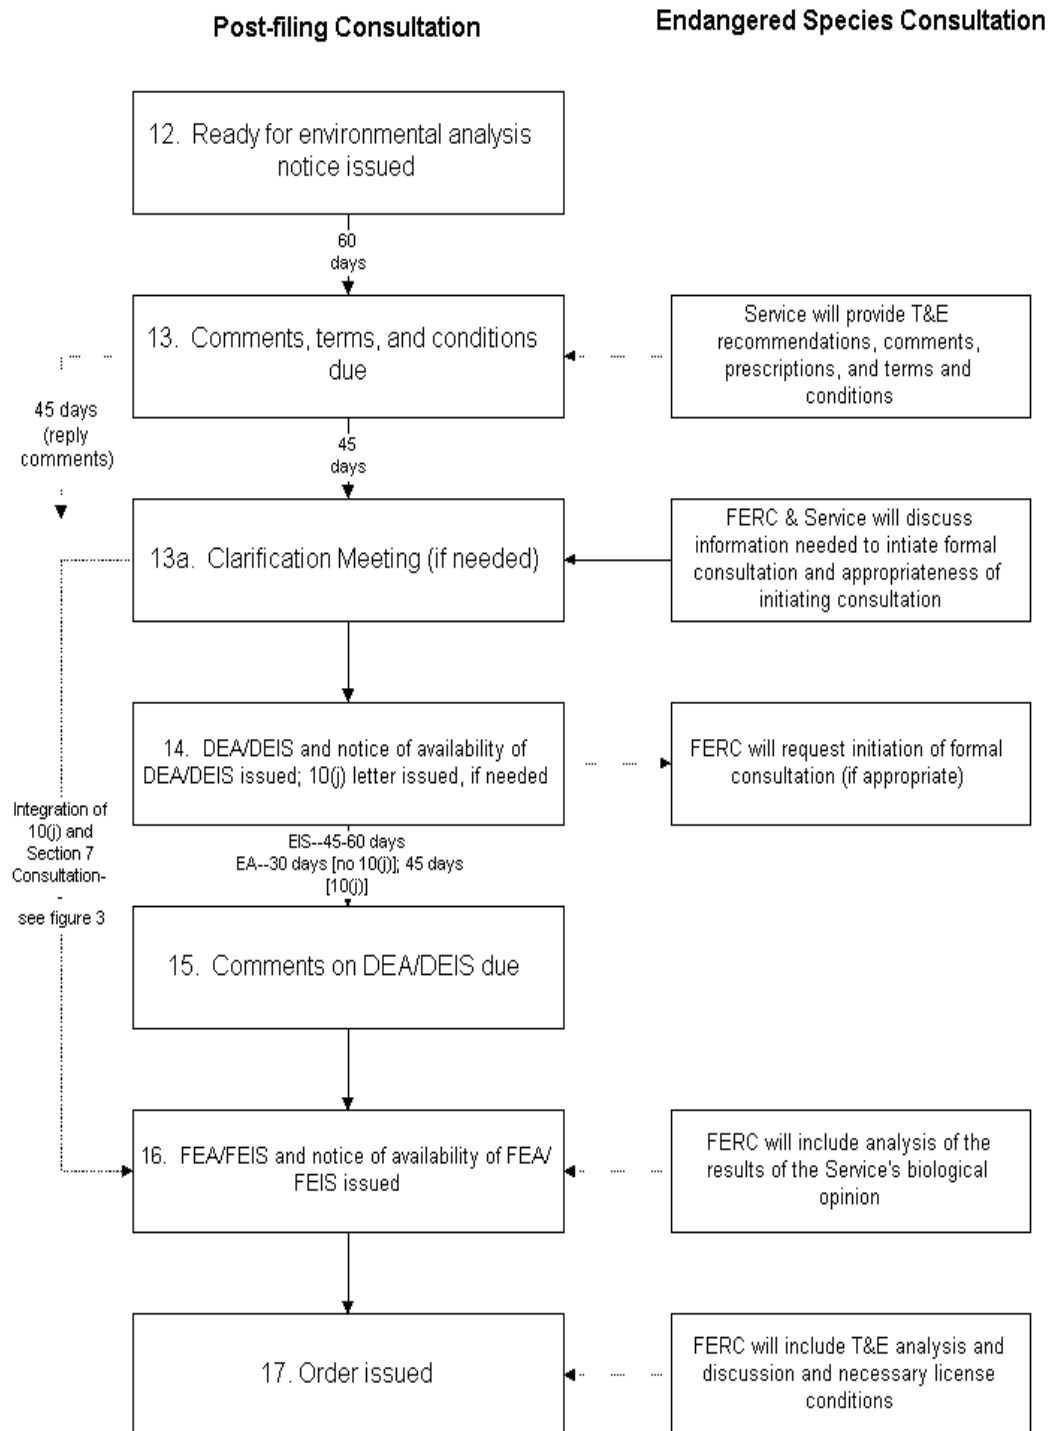 Post-filing Consultation
Endangered Species Consultation
12. Ready for environmental analysis
notice issued
60
days
13. Comments, terms, and conditions
due
Service will provide T&E
recommendations, comments,
prescriptions, and terms and
conditions
45 days
(reply
comments)
45
days
13a. Clarification Meeting (if needed)
FERC & Service will discuss
information needed to intiate formal
consultation and appropriateness of
initiating consultation
14. DEA/DEIS and notice of availability of
DEA/DEIS issued; 10(j) letter issued, if needed
FERC will request initiation of formal
consultation (if appropriate)
Integration of
10(j) and
Section 7
Consultation-
-
see figure 3
EIS--45-60 days
EA--30 days [no 10(j)]; 45 days
[10(j)]
15. Comments on DEA/DEIS due
16. FEA/FEIS and notice of availability of FEA/
FEIS issued
FERC will include analysis of the
results of the Service's biological
opinion
17. Order issued
FERC will include T&E analysis and
discussion and necessary license
conditions